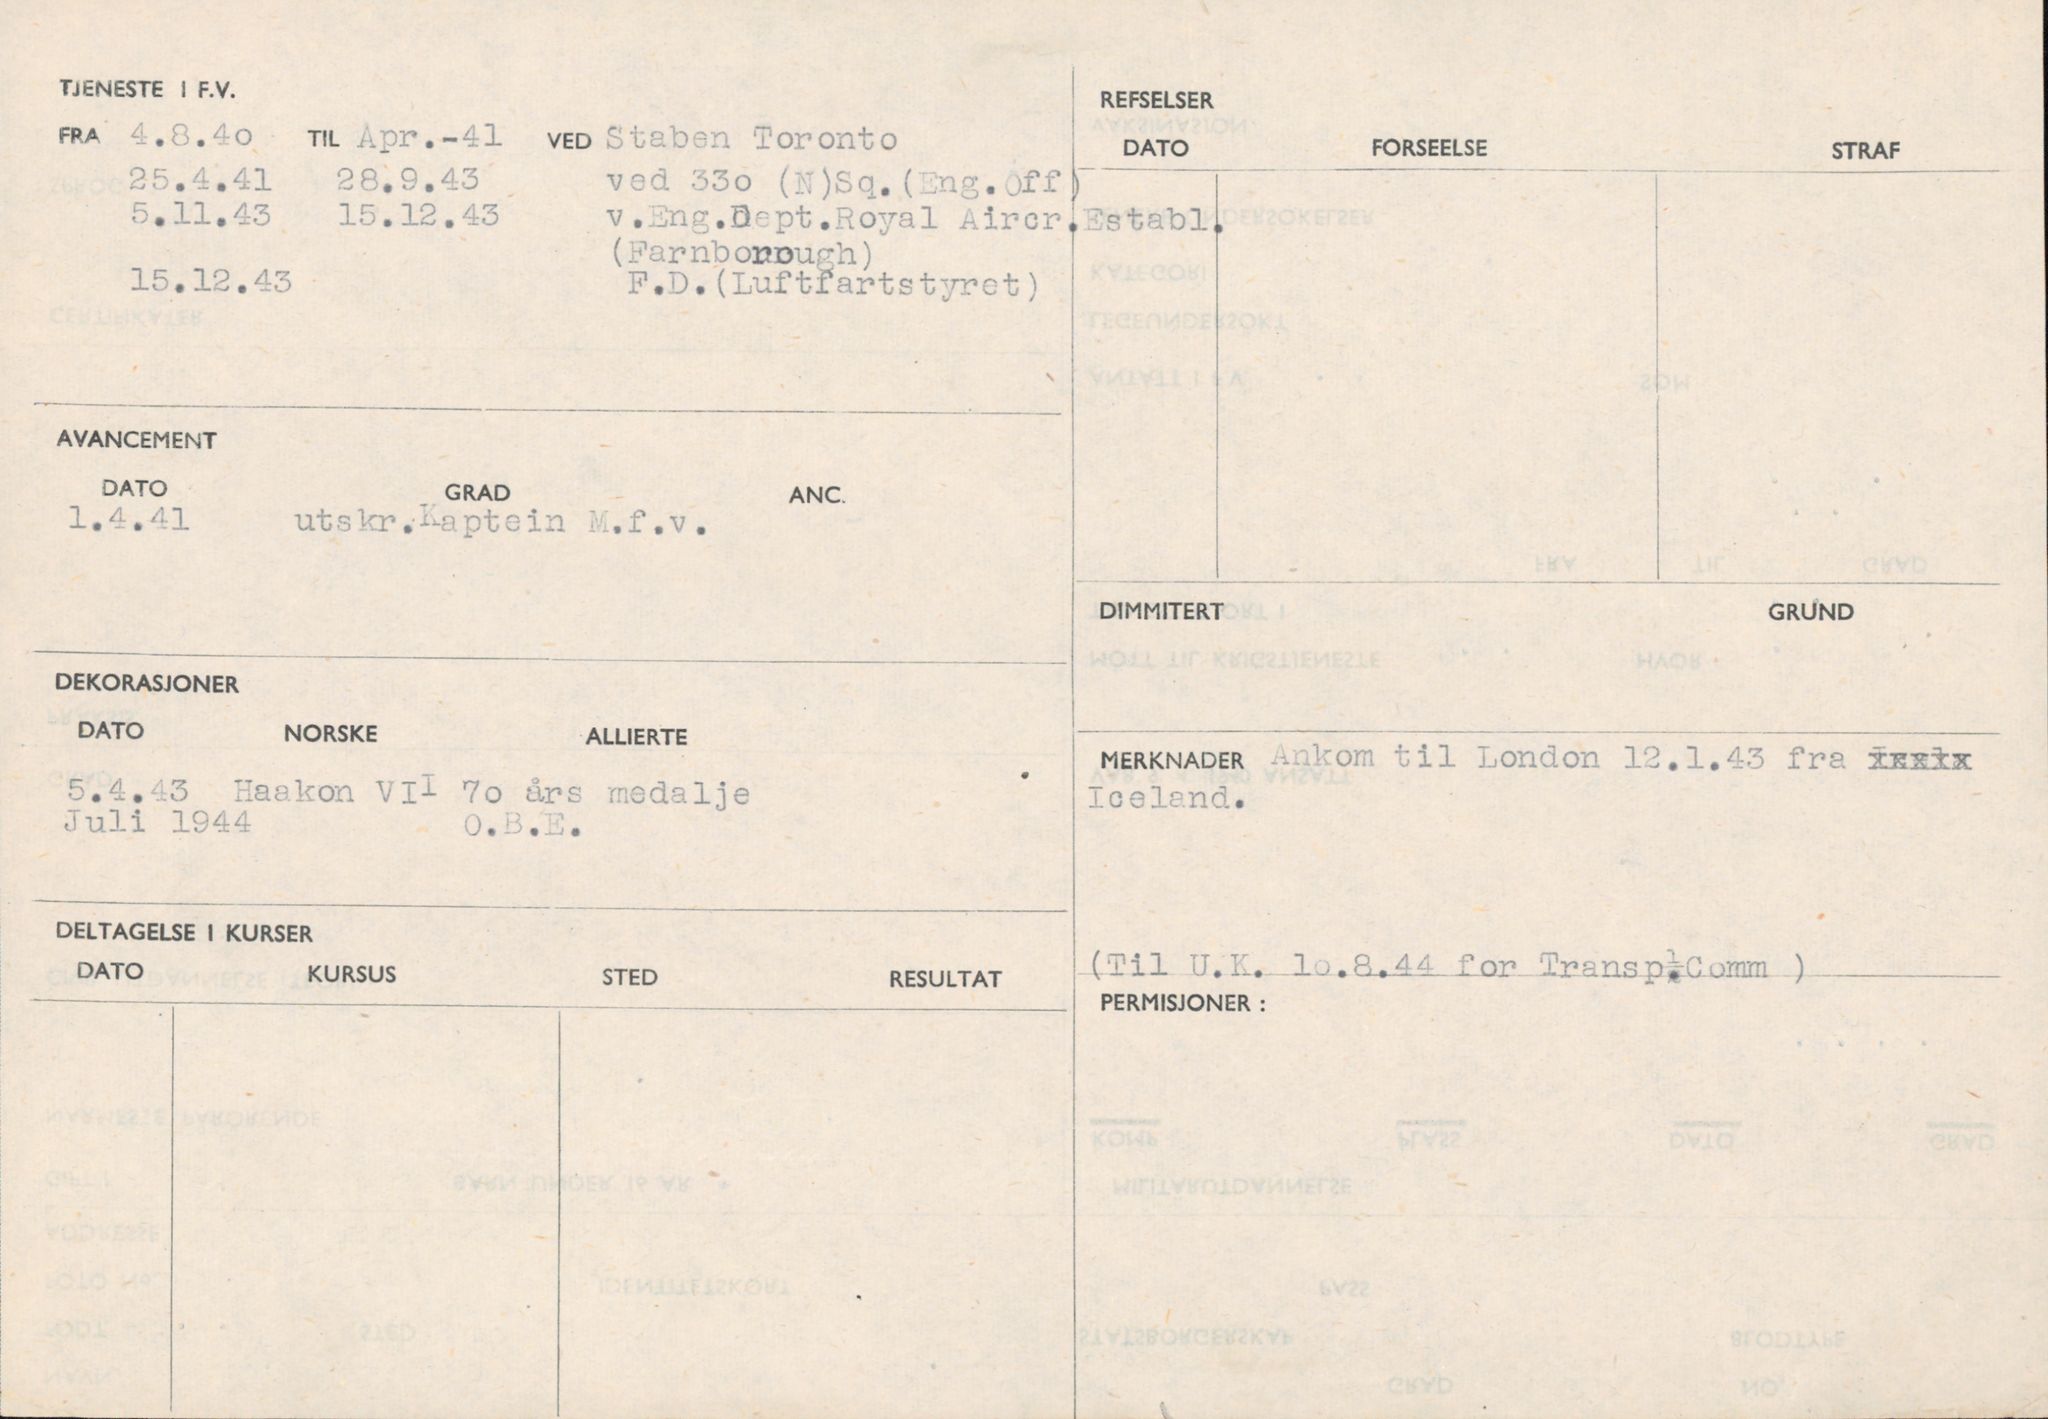 TJENESTE I F.V.
FRA 4.8.40 TIL Apr.-41 VED Staben Toronto
25.4.41 28.9.43 ved 330 (N)Sq.(Eng.Off)
5.11.43 15.12.43 v.Eng.Dept.Royal Aircr.Establ.
(Farnborough)
15.12.43 F.D.(Luftfartstyret)
AVANCEMENT
DATO GRAD ANC.
1.4.41 utskr.Kaptein M.f.v.
DEKORASJONER
DATO NORSKE ALLIERTE
5.4.43 Haakon VII 70 års medalje
Juli 1944 O.B.E.
DELTAGELSE I KURSER
DATO KURSUS STED RESULTAT
REFSELSER
DATO FORSEELSE STRAF
DIMMITERT GRUND
MERKNADER Ankom til London 12.1.43 fra
Iceland.
(Til U.K. 10.8.44 for Transp.Comm )
PERMISJONER :